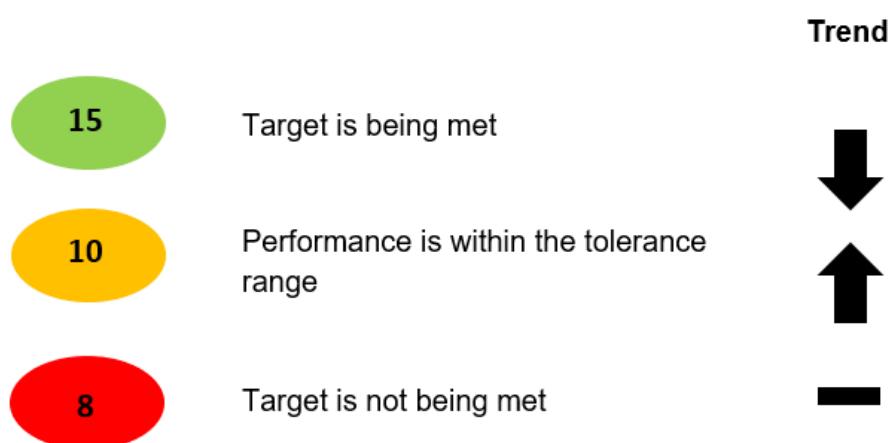 Trend
15
Target is being met
10
Performance is within the tolerance
range
8
Target is not being met